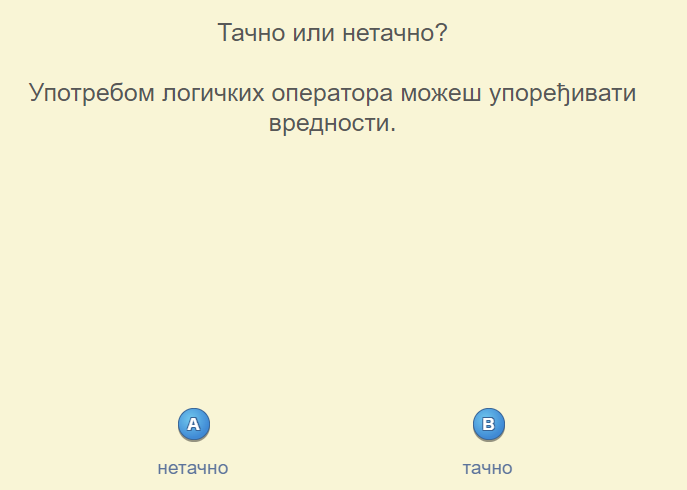 Тачно или нетачно?
Употребом логичких оператора можеш упоређивати
вредности.
A
B
нетачно
тачно